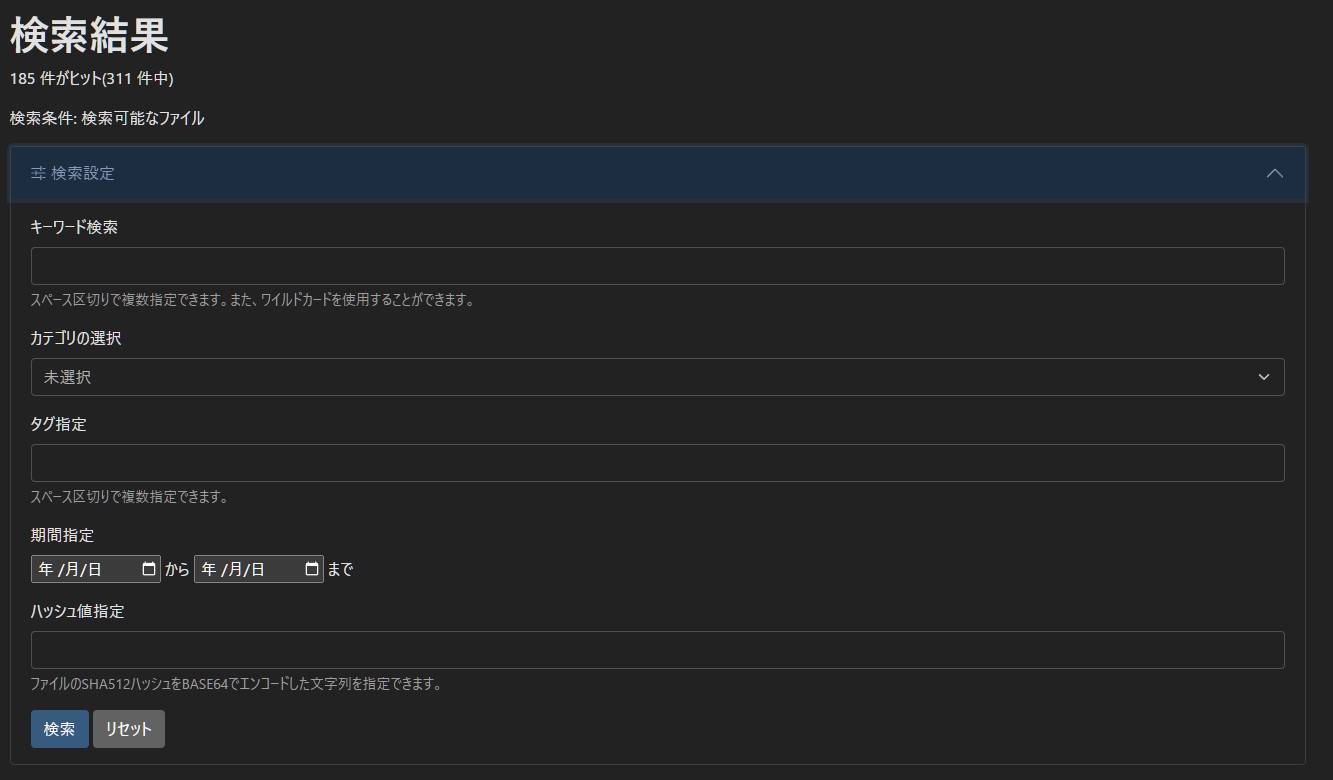 検索結果
185 件がヒット(311 件中)
検索条件: 検索可能なファイル
検索設定
キーワード検索
スペース区切りで複数指定できます。また、ワイルドカードを使用することができます。
カテゴリの選択
未選択
タグ指定
スペース区切りで複数指定できます。
期間指定
年 /月/日 から 年 /月/日 まで
ハッシュ値指定
ファイルのSHA512ハッシュをBASE64でエンコードした文字列を指定できます。
検索 リセット